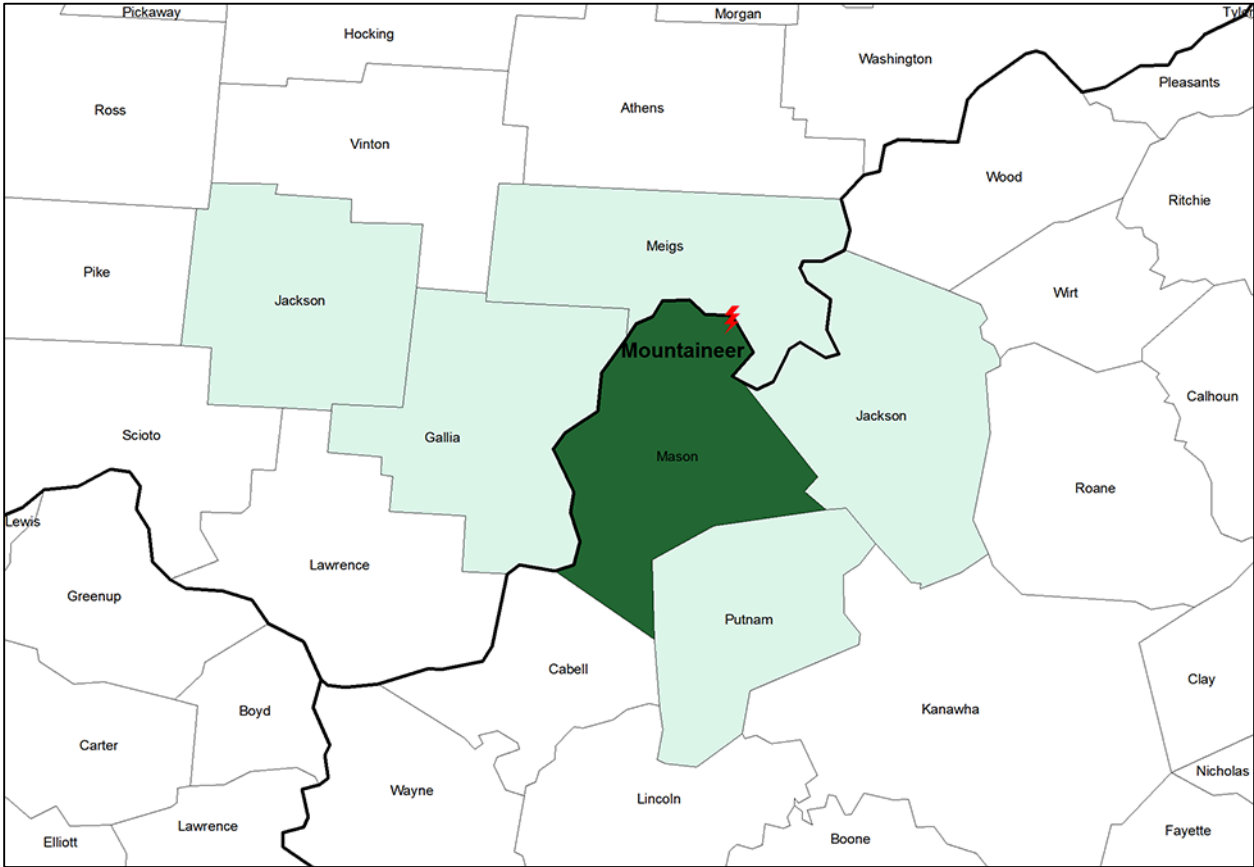 Pickaway
Morgan
Tyler
Hocking
Washington
Pleasants
Ross
Athens
Vinton
Wood
Ritchie
Meigs
Pike
Jackson
Wirt
Mountaineer
Calhoun
Jackson
Scioto
Gallia
Mason
Roane
Lewis
Lawrence
Greenup
Putnam
Cabell
Clay
Boyd
Kanawha
Carter
Nicholas
Wayne
Lincoln
Lawrence
Fayette
Elliott
Boone